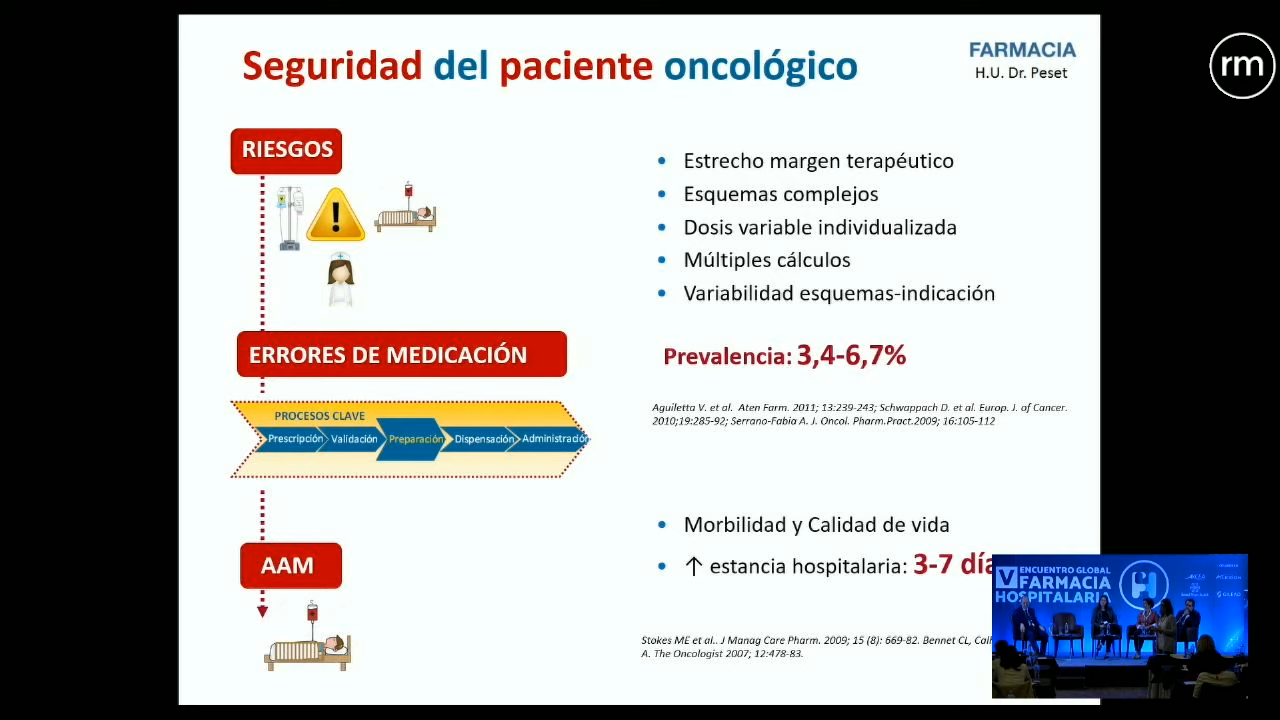 Seguridad del paciente oncológico
FARMACIA
H.U. Dr. Peset
rm
RIESGOS
• Estrecho margen terapéutico
• Esquemas complejos
• Dosis variable individualizada
• Múltiples cálculos
• Variabilidad esquemas-indicación
ERRORES DE MEDICACIÓN
Prevalencia: 3,4-6,7%
Aguiletta V. et al. Aten Farm. 2011; 13:239-243; Schwappach D. et al. Europ. J. of Cancer.
2010;19:285-92; Serrano-Fabia A. J. Oncol. Pharm.Pract.2009; 16:105-112
PROCESOS CLAVE
Prescripción Validación Preparación Dispensación Administración
• Morbilidad y Calidad de vida
AAM
• ↑ estancia hospitalaria: 3-7 día
Stokes ME et al.. J Manag Care Pharm. 2009; 15 (8): 669-82. Bennet CL, Cal
A. The Oncologist 2007; 12:478-83.
V ENCUENTRO GLOBAL
FARMACIA
HOSPITALARIA
GILEAD